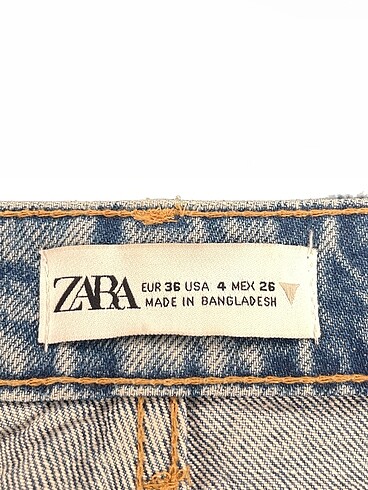 ZARA
EUR 36 USA 4 MEX 26
MADE IN BANGLADESH